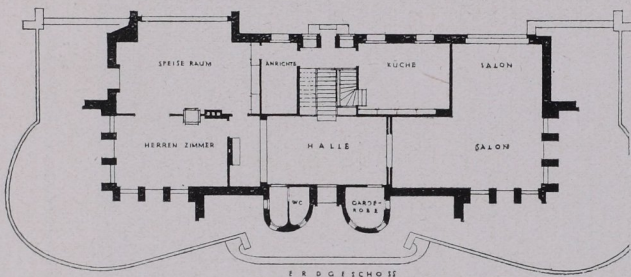 SPEISE RAUM
ANRICHTE
KÜCHE
SALON
HERREN ZIMMER
HALLE
SALON
WC
GARDE-
ROBE
ERDGESCHOSS